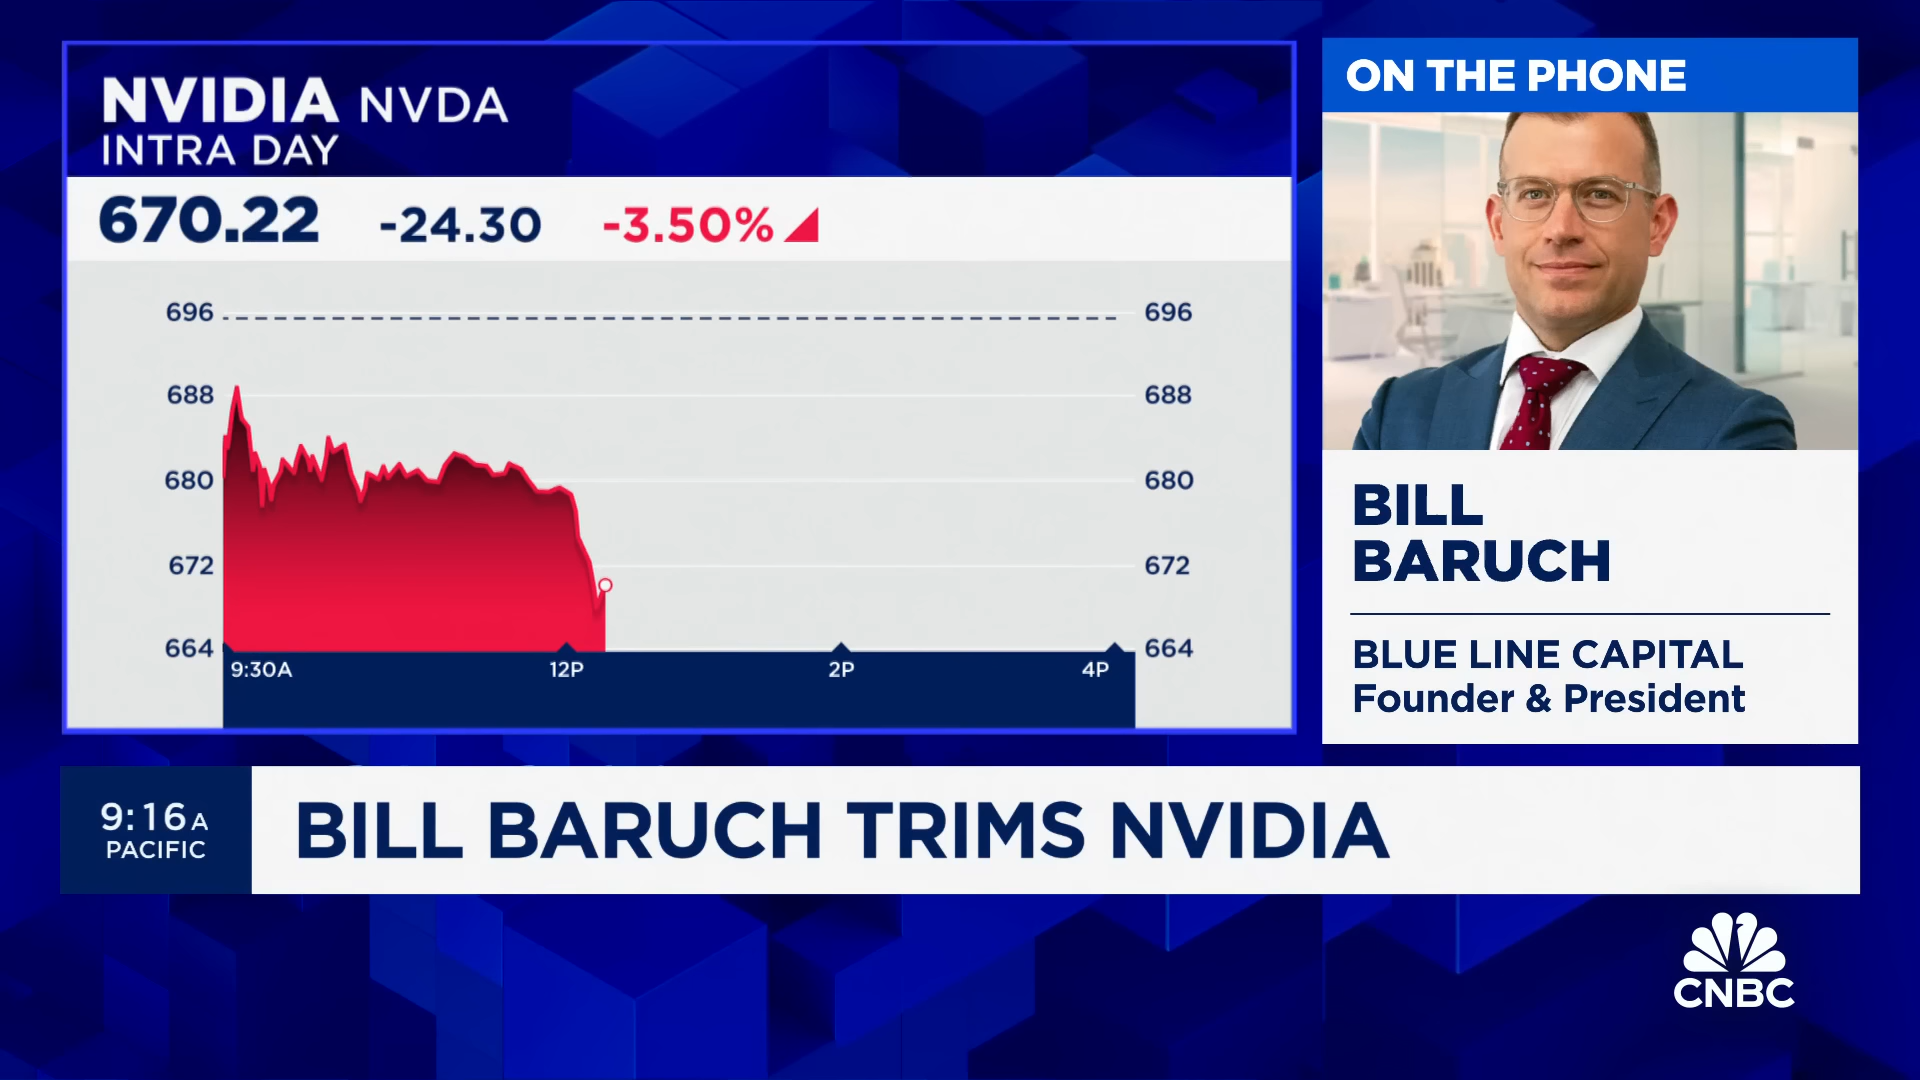 NVIDIA NVDA
INTRA DAY
670.22 -24.30 -3.50%
696 696
688 688
680 680
672 672
664 664
9:30A 12P 2P 4P
ON THE PHONE
BILL
BARUCH
BLUE LINE CAPITAL
Founder & President
9:16A
PACIFIC
BILL BARUCH TRIMS NVIDIA
CNBC